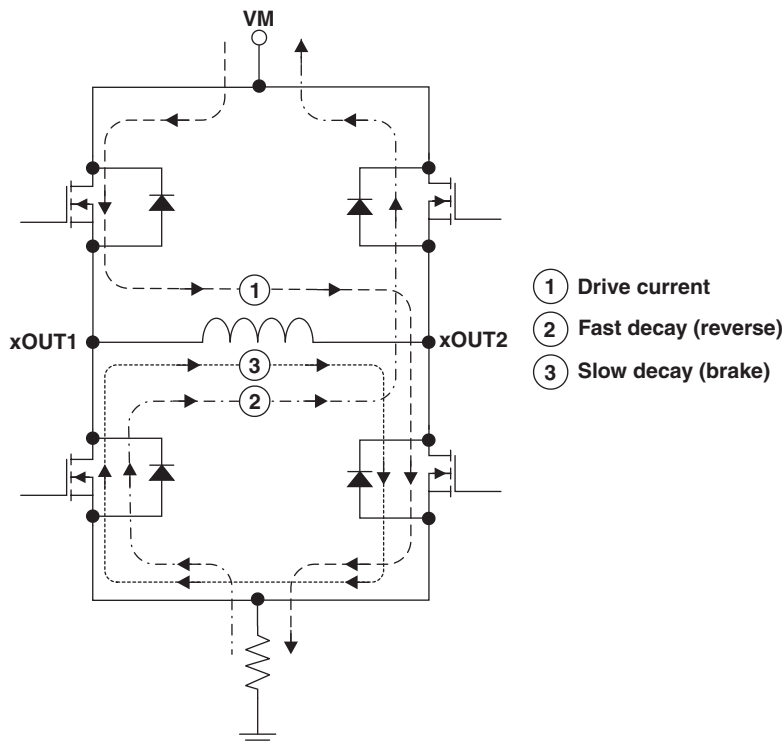 VM
1
xOUT1
xOUT2
3
2
1 Drive current
2 Fast decay (reverse)
3 Slow decay (brake)